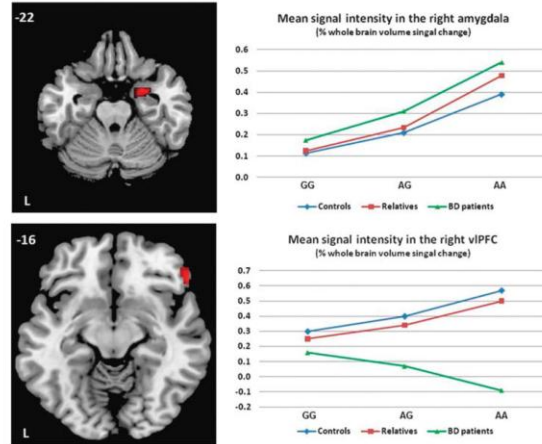 -22
L
Mean signal intensity in the right amygdala
(% whole brain volume singal change)
0.6
0.5
0.4
0.3
0.2
0.1
0.0
GG AG AA
Controls Relatives BD patients
-16
L
Mean signal intensity in the right vlPFC
(% whole brain volume singal change)
0.7
0.6
0.5
0.4
0.3
0.2
0.1
0.0
-0.1
-0.2
GG AG AA
Controls Relatives BD patients